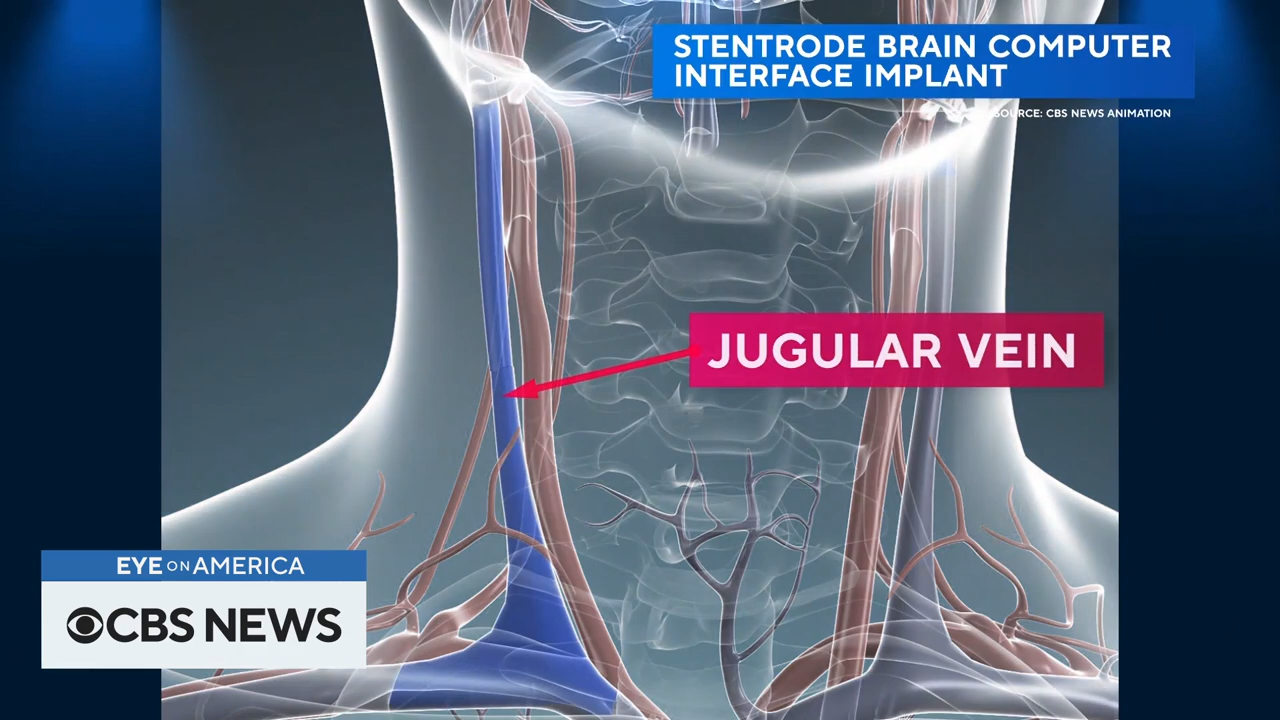 STENTRODE BRAIN COMPUTER
INTERFACE IMPLANT
SOURCE: CBS NEWS ANIMATION
JUGULAR VEIN
EYE ON AMERICA
CBS NEWS